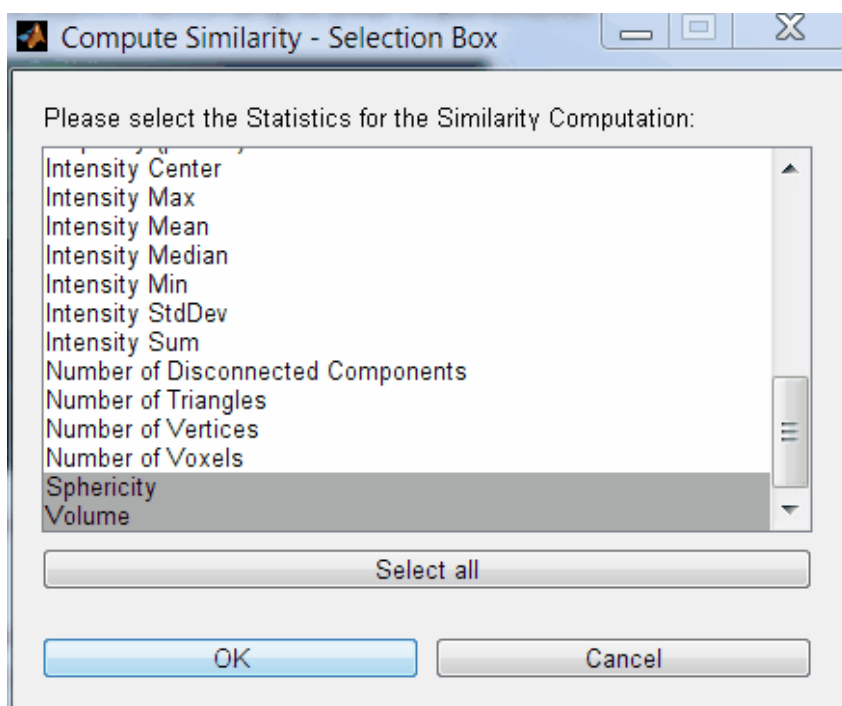 Compute Similarity - Selection Box
Please select the Statistics for the Similarity Computation:
Intensity Center
Intensity Max
Intensity Mean
Intensity Median
Intensity Min
Intensity StdDev
Intensity Sum
Number of Disconnected Components
Number of Triangles
Number of Vertices
Number of Voxels
Sphericity
Volume
Select all
OK
Cancel